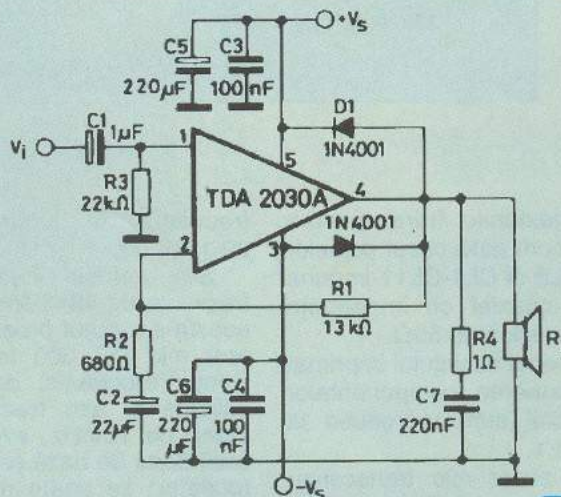 +Vs
C5
C3
220μF
100nF
D1
1N4001
C1
1μF
Vi
1
5
R3
22kΩ
TDA 2030A
4
2
3
1N4001
R1
13kΩ
R2
680Ω
R4
1Ω
R
C2
22μF
C6
220
μF
C4
100
nF
C7
220nF
-Vs